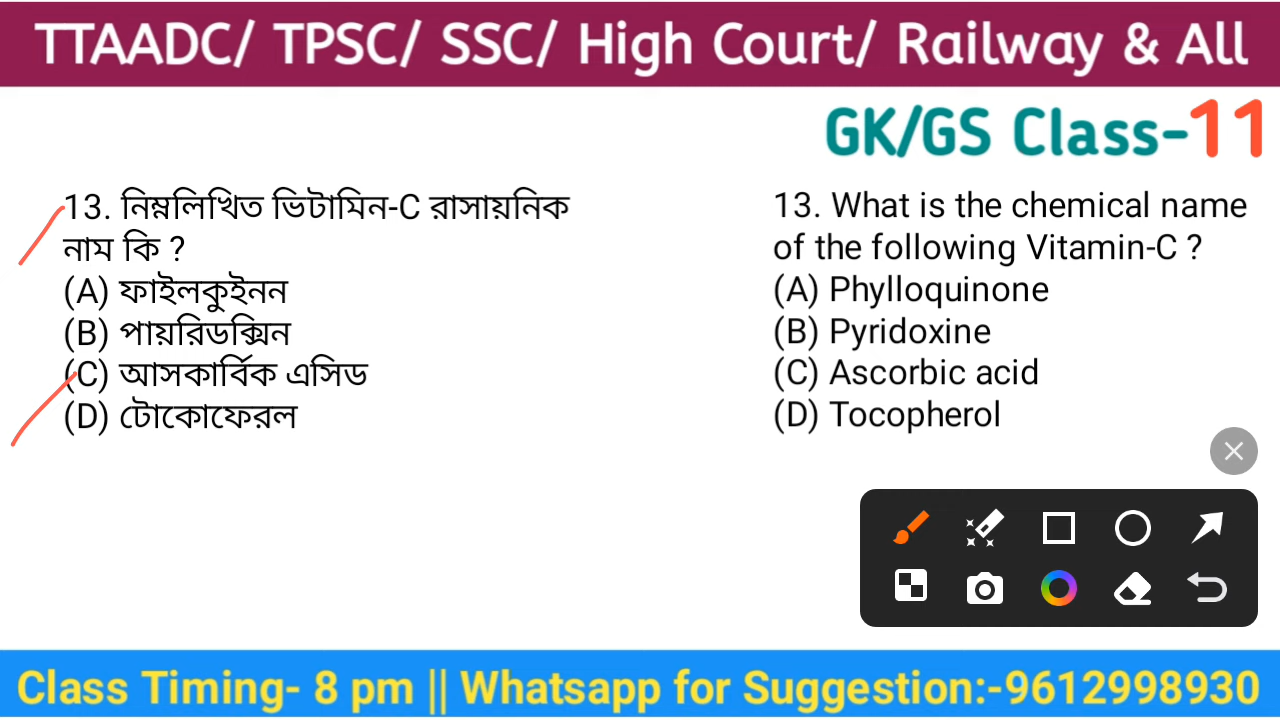 TTAADC/ TPSC/ SSC/ High Court/ Railway & All
GK/GS Class-11
13. নিম্নলিখিত ভিটামিন-C রাসায়নিক
নাম কি ?
(A) ফাইলকুইনন
(B) পায়রিডক্সিন
(C) আসকার্বিক এসিড
(D) টোকোফেরল
13. What is the chemical name
of the following Vitamin-C ?
(A) Phylloquinone
(B) Pyridoxine
(C) Ascorbic acid
(D) Tocopherol
Class Timing- 8 pm || Whatsapp for Suggestion:-9612998930